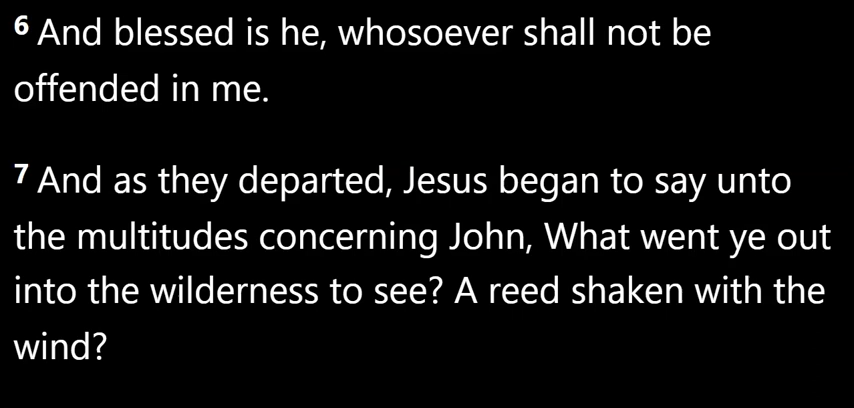 6 And blessed is he, whosoever shall not be
offended in me.
7 And as they departed, Jesus began to say unto
the multitudes concerning John, What went ye out
into the wilderness to see? A reed shaken with the
wind?